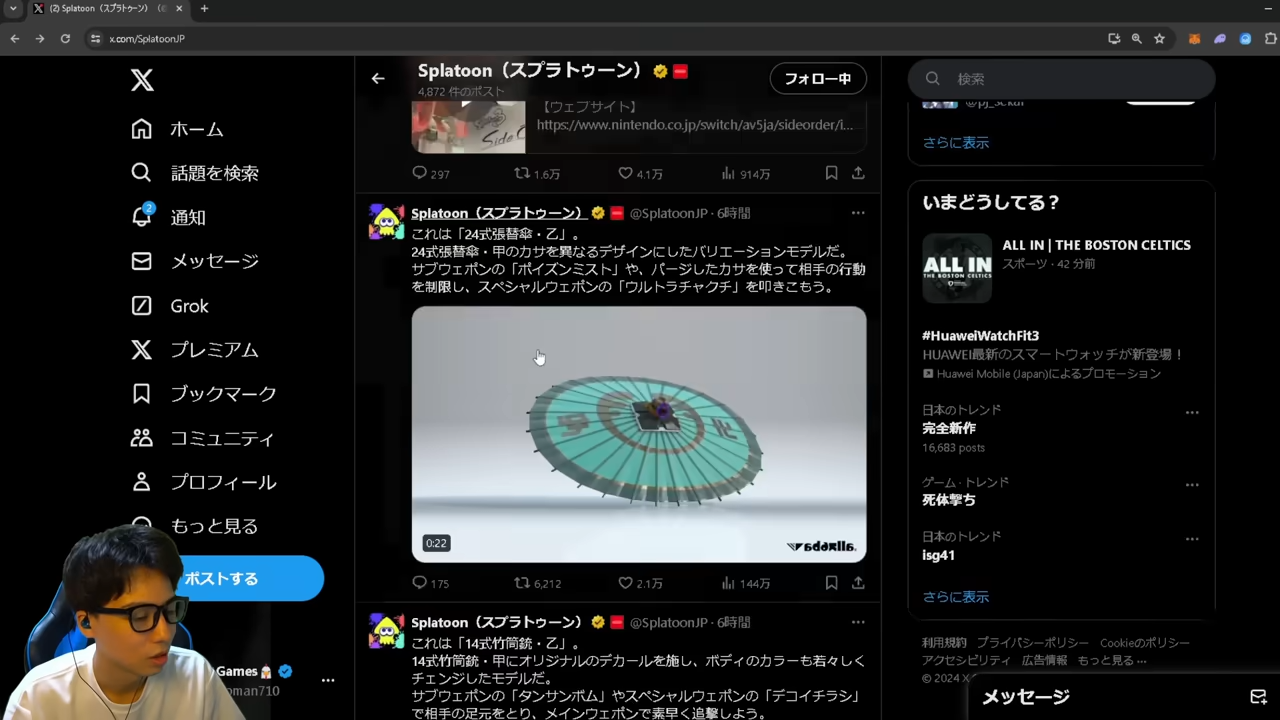 (2) Splatoon（スプラトゥーン）
x.com/SplatoonJP
ホーム
話題を検索
2
通知
メッセージ
Grok
プレミアム
ブックマーク
コミュニティ
プロフィール
もっと見る
ポストする
Games
oman710
Splatoon（スプラトゥーン）
4,872 件のポスト
フォロー中
【ウェブサイト】
https://www.nintendo.co.jp/switch/av5ja/sideorder/i...
297 1.6万 4.1万 914万
Splatoon（スプラトゥーン） @SplatoonJP · 6時間
これは「24式張替傘・乙」。
24式張替傘・甲のカサを異なるデザインにしたバリエーションモデルだ。
サブウェポンの「ポイズンミスト」や、パージしたカサを使って相手の行動
を制限し、スペシャルウェポンの「ウルトラチャクチ」を叩きこもう。
0:22
175 6,212 2.1万 144万
Splatoon（スプラトゥーン） @SplatoonJP · 6時間
これは「14式竹筒銃・乙」。
14式竹筒銃・甲にオリジナルのデカールを施し、ボディのカラーも若々しく
チェンジしたモデルだ。
サブウェポンの「タンサンボム」やスペシャルウェポンの「デコイチラシ」
で相手の足元をとり、メインウェポンで素早く追撃しよう。
検索
@pj_sekai
さらに表示
いまどうしてる？
ALL IN
THE BOSTON CELTICS
ALL IN | THE BOSTON CELTICS
スポーツ · 42 分前
#HuaweiWatchFit3
HUAWEI最新のスマートウォッチが新登場！
Huawei Mobile (Japan)によるプロモーション
日本のトレンド
完全新作
16,683 posts
ゲーム · トレンド
死体撃ち
日本のトレンド
isg41
さらに表示
利用規約 プライバシーポリシー Cookieのポリシー
アクセシビリティ 広告情報 もっと見る ...
© 2024 X
メッセージ